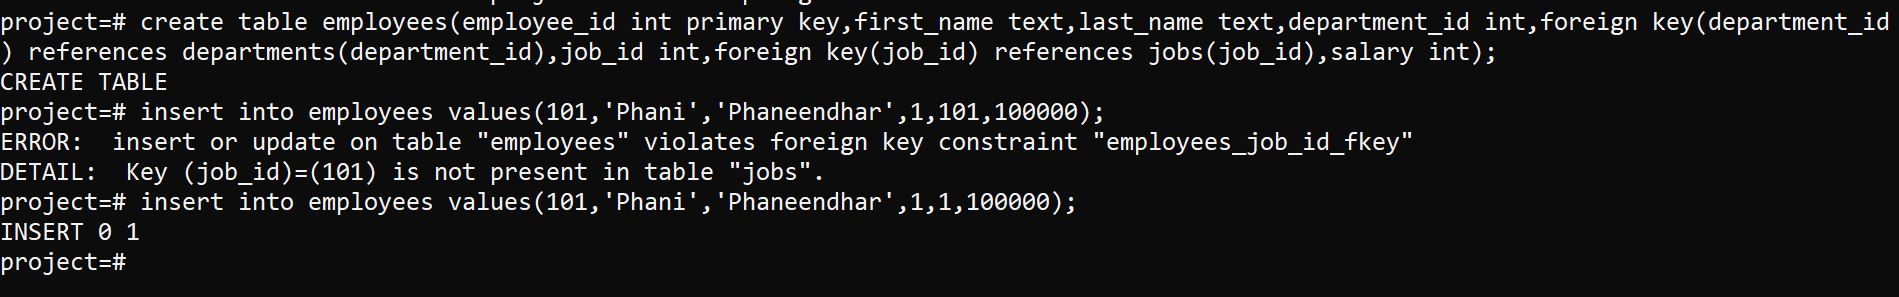 project=# create table employees(employee_id int primary key,first_name text,last_name text,department_id int,foreign key(department_id
) references departments(department_id),job_id int,foreign key(job_id) references jobs(job_id),salary int);
CREATE TABLE
project=# insert into employees values(101,'Phani','Phaneendhar',1,101,100000);
ERROR:  insert or update on table "employees" violates foreign key constraint "employees_job_id_fkey"
DETAIL:  Key (job_id)=(101) is not present in table "jobs".
project=# insert into employees values(101,'Phani','Phaneendhar',1,1,100000);
INSERT 0 1
project=#